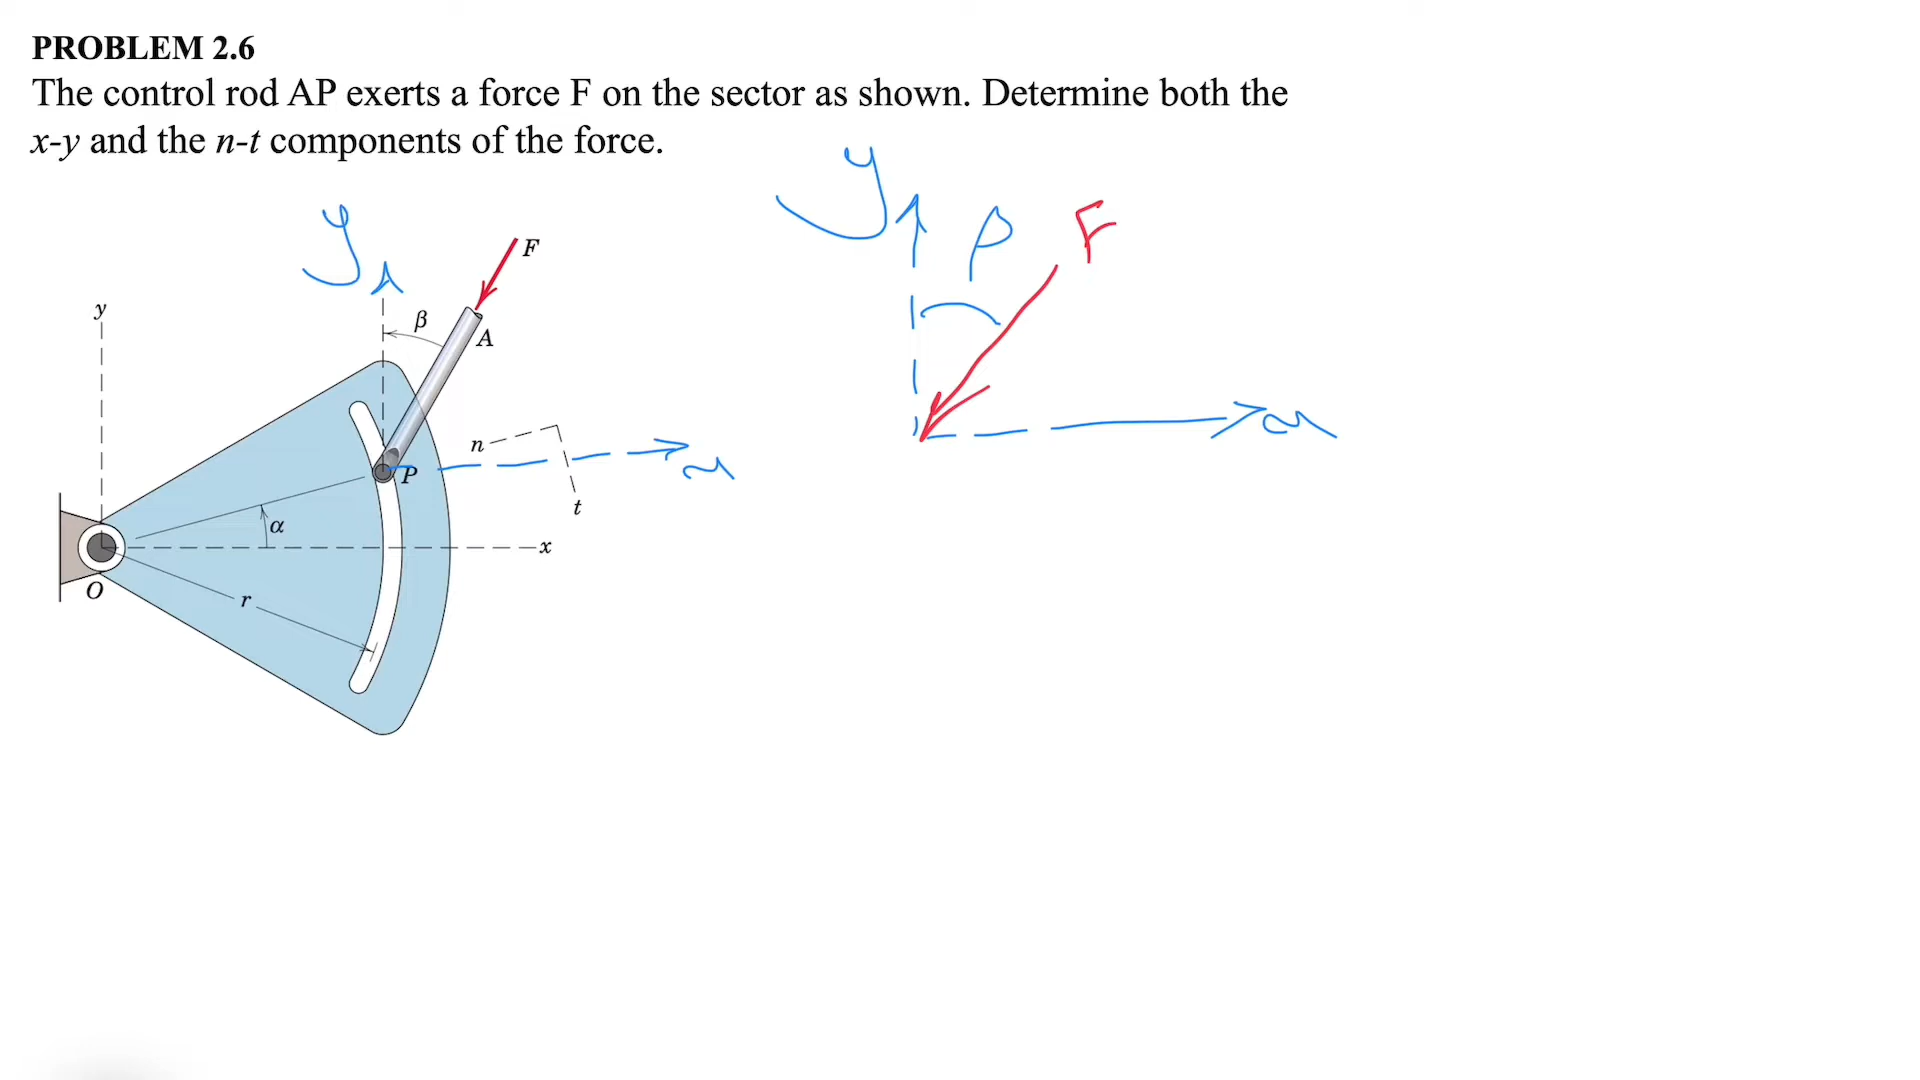 PROBLEM 2.6
The control rod AP exerts a force F on the sector as shown. Determine both the
x-y and the n-t components of the force.
y
F
y
β
A
n
P
t
α
x
O
r
y
β
F
x
x